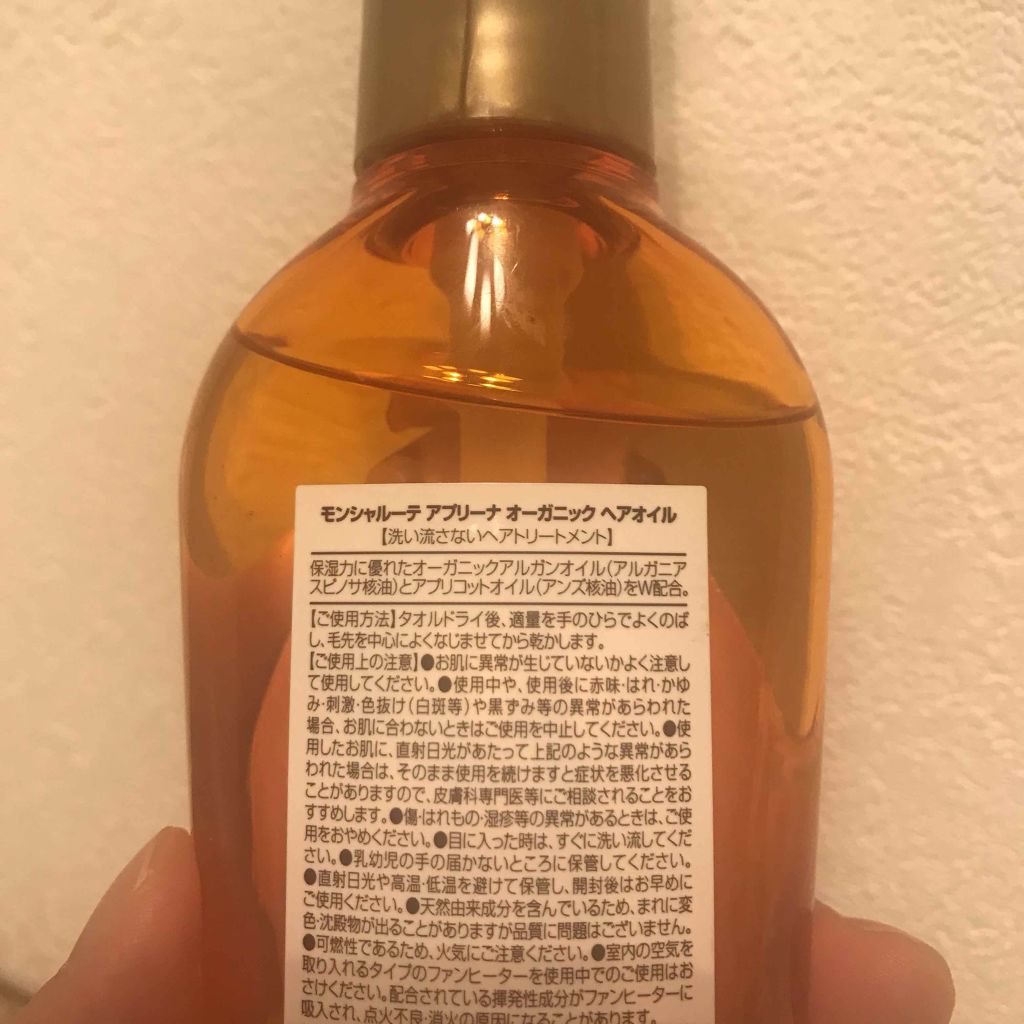 モンシャルーテ アプリーナ オーガニック ヘアオイル
【洗い流さないヘアトリートメント】
保湿力に優れたオーガニックアルガンオイル(アルガニア
スピノサ核油)とアプリコットオイル(アンズ核油)をW配合。
【ご使用方法】タオルドライ後、適量を手のひらでよくのば
し、毛先を中心によくなじませてから乾かします。
【ご使用上の注意】●お肌に異常が生じていないかよく注意し
て使用してください。●使用中や、使用後に赤味・はれ・かゆ
み・刺激・色抜け(白斑等)や黒ずみ等の異常があらわれた
場合、お肌に合わないときはご使用を中止してください。●使
用したお肌に、直射日光があたって上記のような異常があら
われた場合は、そのまま使用を続けますと症状を悪化させる
ことがありますので、皮膚科専門医等にご相談されることをお
すすめします。●傷・はれもの・湿疹等の異常があるときは、ご使
用をおやめください。●目に入った時は、すぐに洗い流してくだ
さい。●乳幼児の手の届かないところに保管してください。
●直射日光や高温・低温を避けて保管し、開封後はお早めに
ご使用ください。●天然由来成分を含んでいるため、まれに変
色・沈殿物が出ることがありますが品質に問題はございません。
●可燃性であるため、火気にご注意ください。●室内の空気を
取り入れるタイプのファンヒーターを使用中でのご使用はお
さけください。配合されている揮発性成分がファンヒーターに
吸入され、点火不良・消火の原因になることがあります。